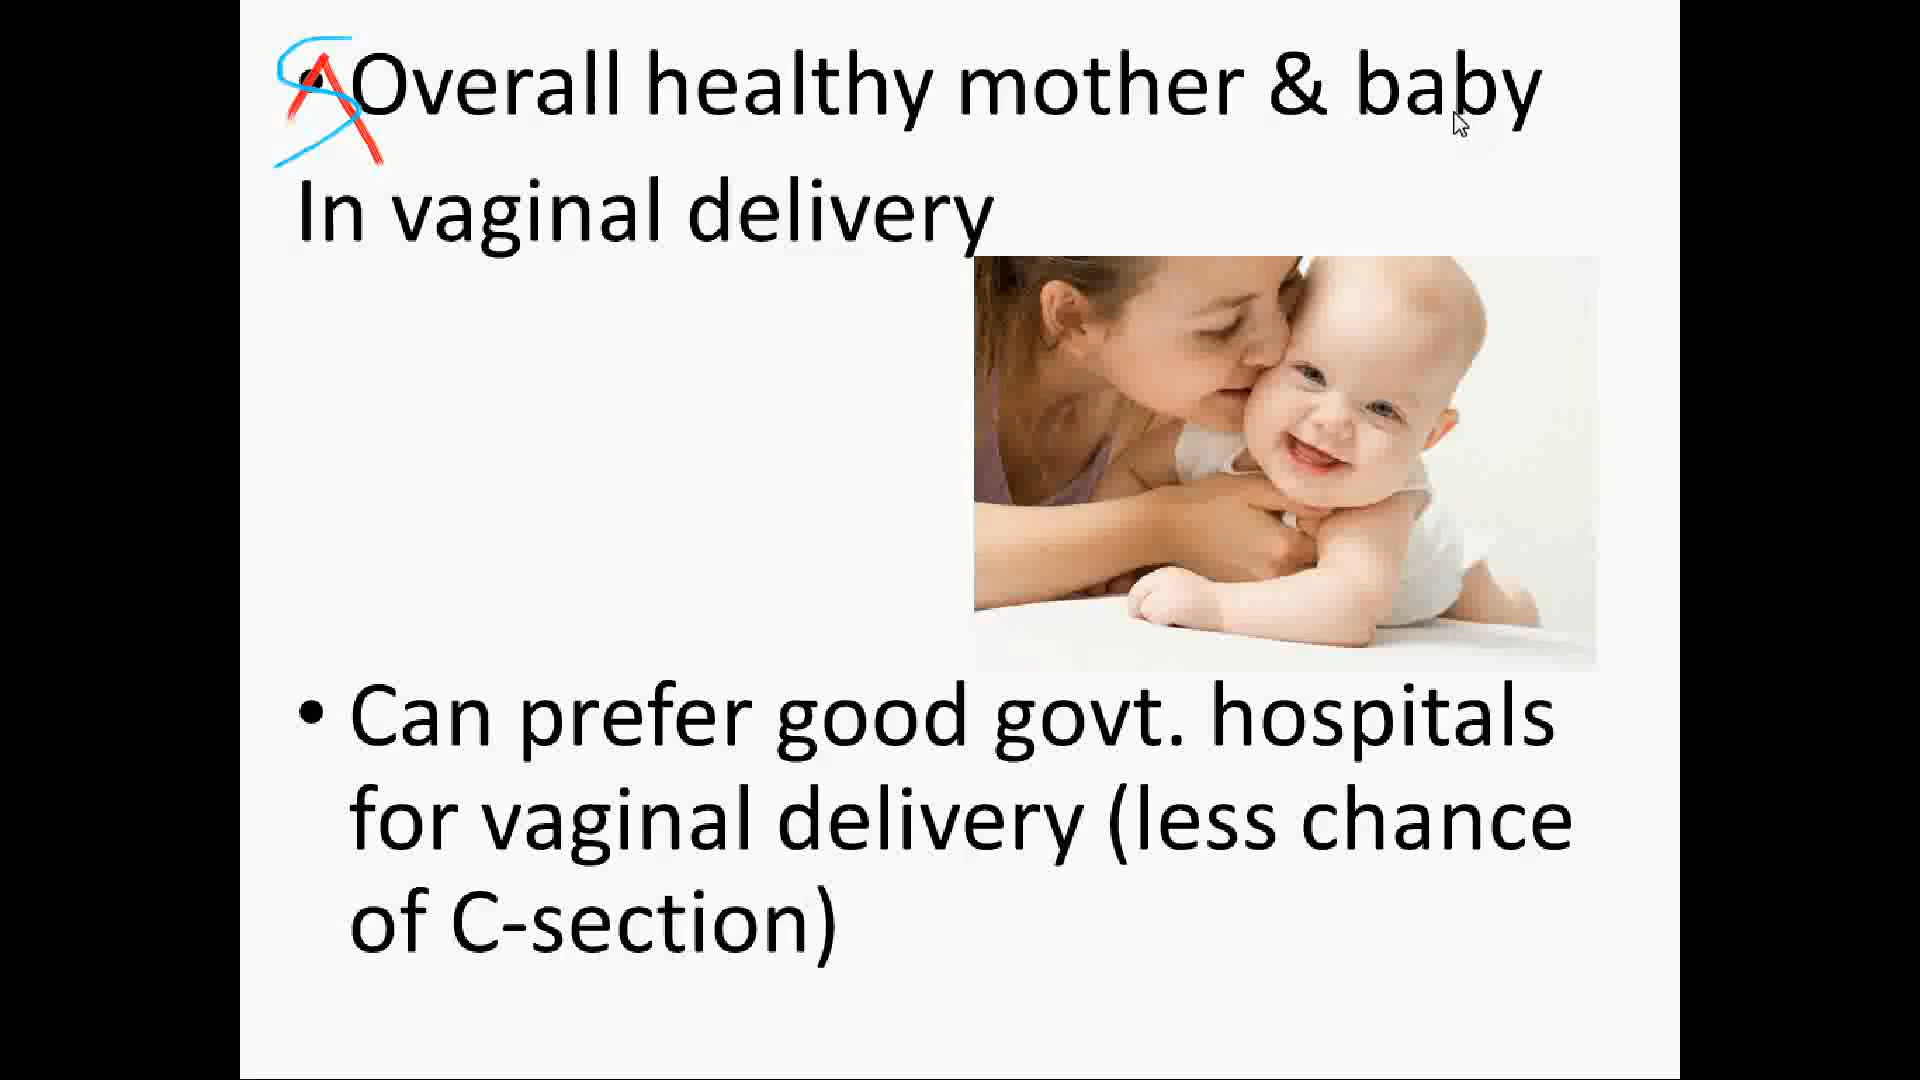 • Overall healthy mother & baby
In vaginal delivery
• Can prefer good govt. hospitals
for vaginal delivery (less chance
of C-section)